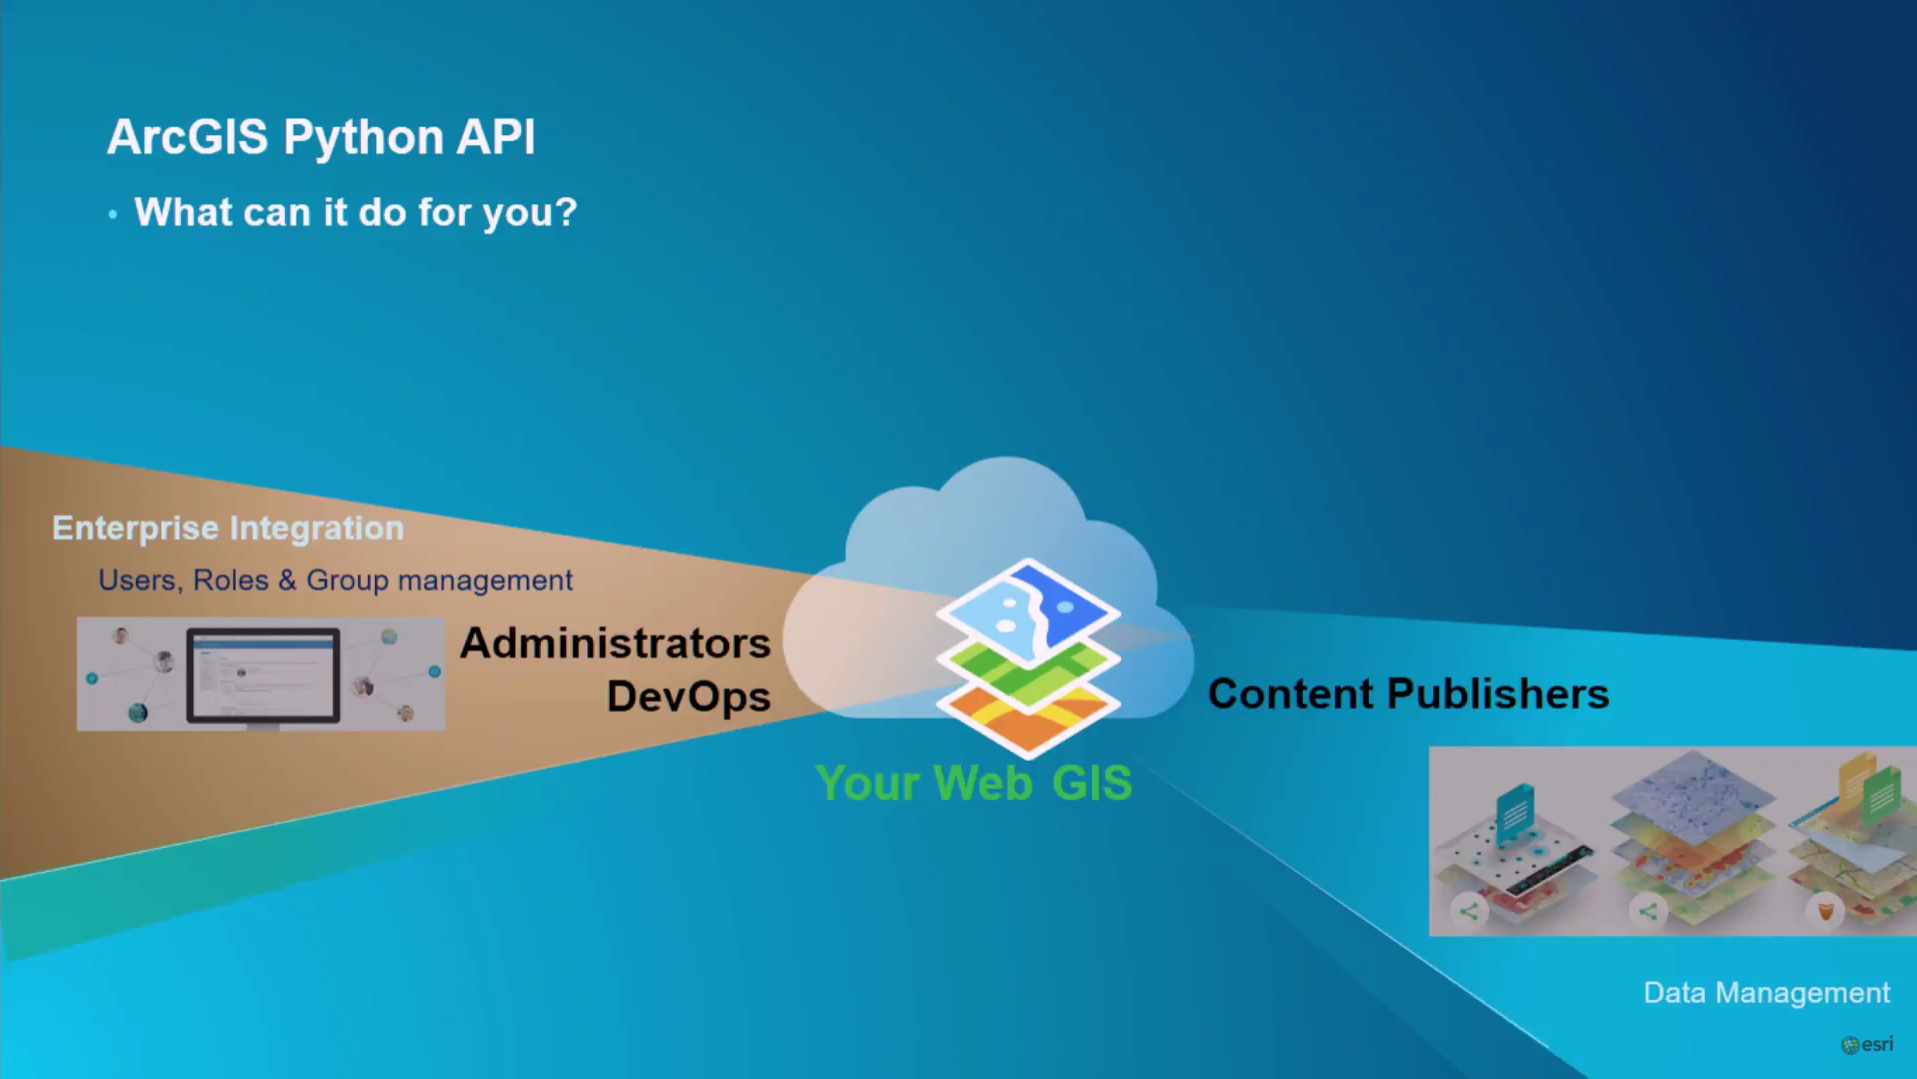 ArcGIS Python API
• What can it do for you?
Enterprise Integration
Users, Roles & Group management
Administrators
DevOps
Content Publishers
Your Web GIS
Data Management
esri